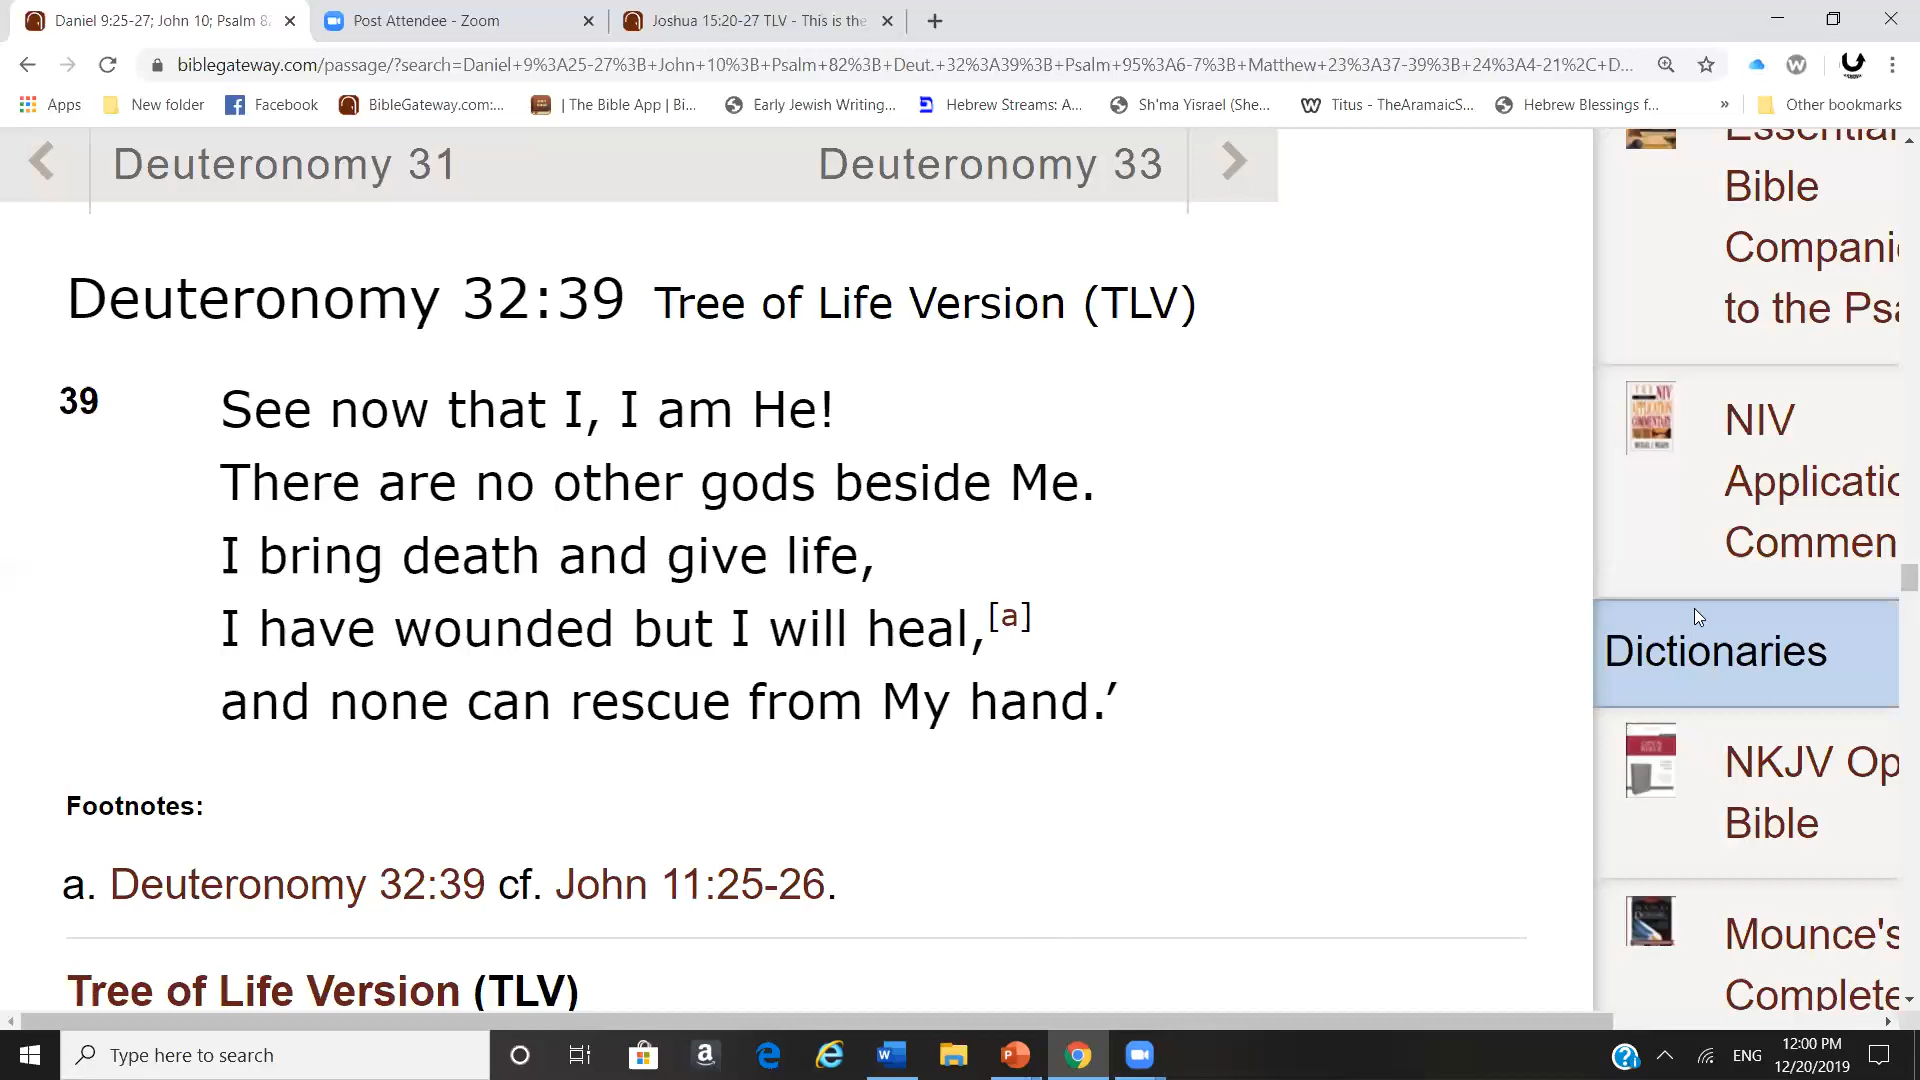 Daniel 9:25-27; John 10; Psalm 82
Post Attendee - Zoom
Joshua 15:20-27 TLV - This is the
biblegateway.com/passage/?search=Daniel+9%3A25-27%3B+John+10%3B+Psalm+82%3B+Deut.+32%3A39%3B+Psalm+95%3A6-7%3B+Matthew+23%3A37-39%3B+24%3A4-21%2C+D...
Apps
New folder
Facebook
BibleGateway.com:...
| The Bible App | Bi...
Early Jewish Writing...
Hebrew Streams: A...
Sh'ma Yisrael (She...
Titus - TheAramaicS...
Hebrew Blessings f...
»
Other bookmarks
Deuteronomy 31
Deuteronomy 33
Deuteronomy 32:39 Tree of Life Version (TLV)
39 See now that I, I am He!
There are no other gods beside Me.
I bring death and give life,
I have wounded but I will heal,[a]
and none can rescue from My hand.’
Footnotes:
a. Deuteronomy 32:39 cf. John 11:25-26.
Tree of Life Version (TLV)
Essential
Bible
Compani
to the Psa
NIV
Applicatic
Commen
Dictionaries
NKJV Op
Bible
Mounce's
Complete
Type here to search
ENG
12:00 PM
12/20/2019